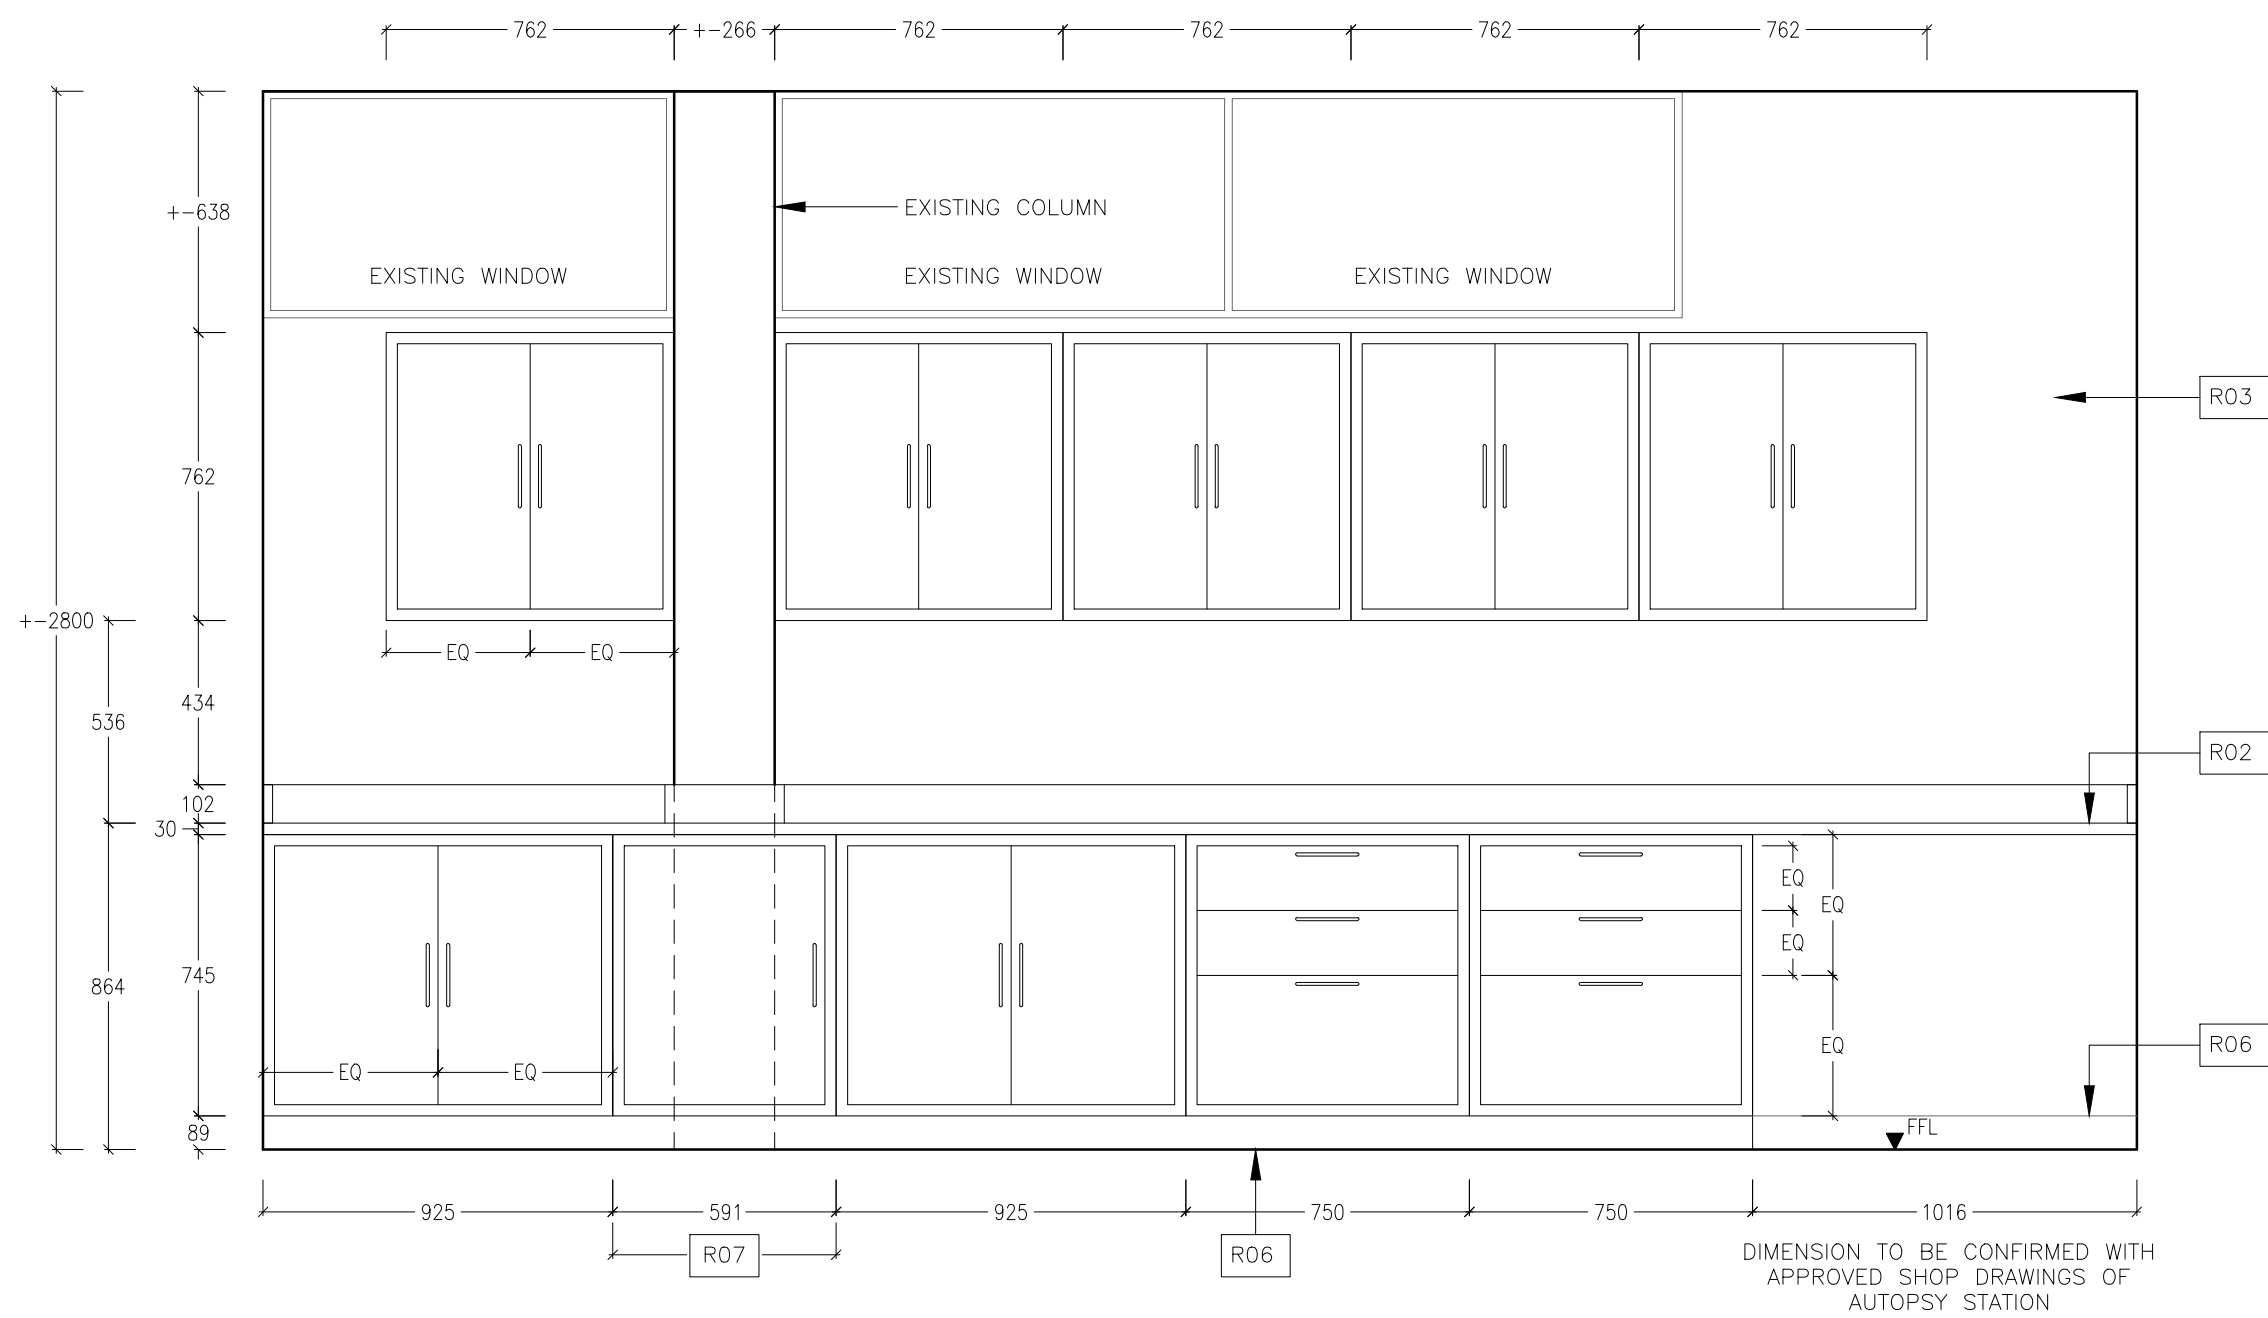 762
+-266
762
762
762
762
+-638
EXISTING COLUMN
EXISTING WINDOW
EXISTING WINDOW
EXISTING WINDOW
R03
762
+-2800
EQ
EQ
434
536
R02
102
30
EQ
EQ
EQ
745
864
R06
EQ
EQ
EQ
89
FFL
925
591
925
750
750
1016
R07
R06
DIMENSION TO BE CONFIRMED WITH
APPROVED SHOP DRAWINGS OF
AUTOPSY STATION